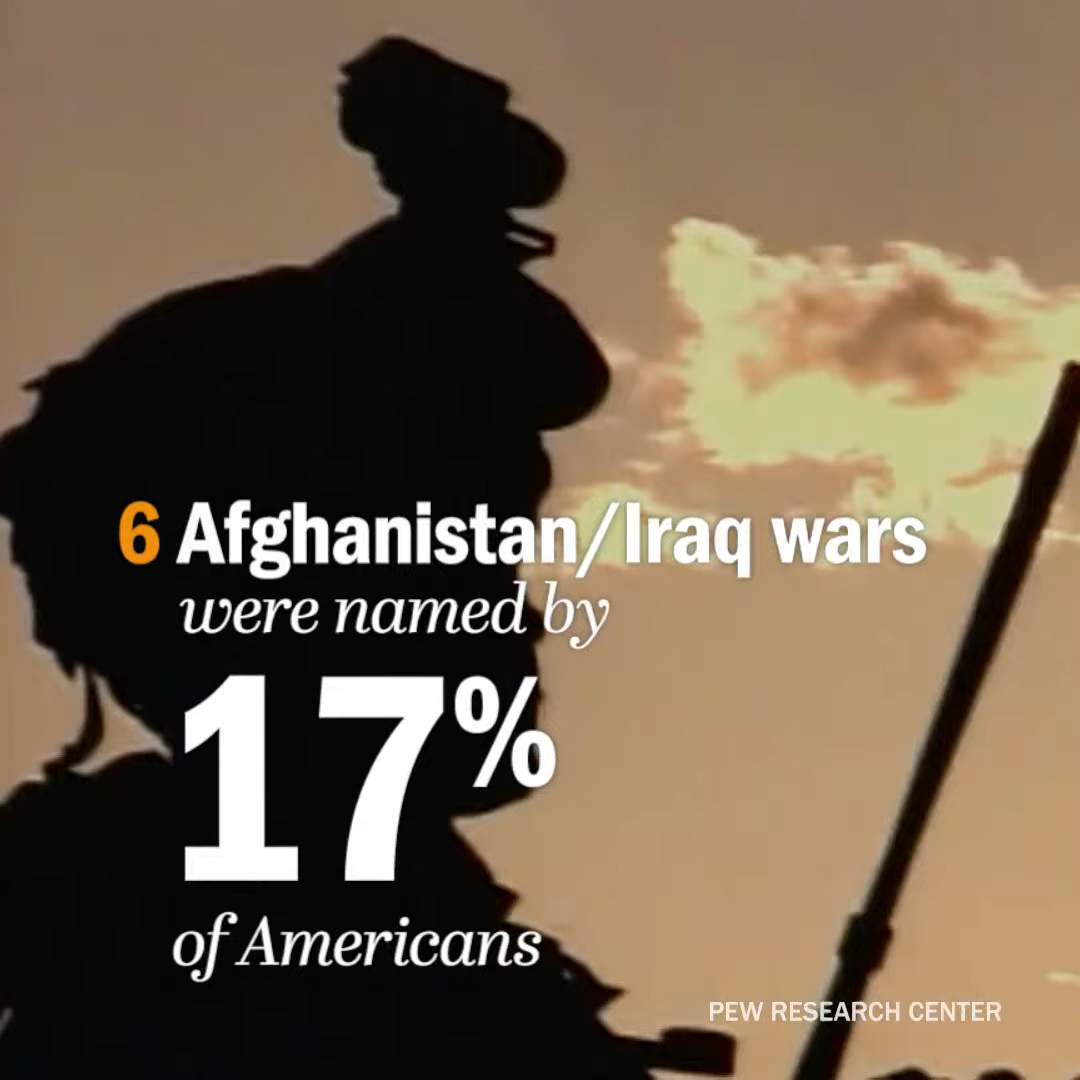 6 Afghanistan/Iraq wars
were named by
17%
of Americans
PEW RESEARCH CENTER